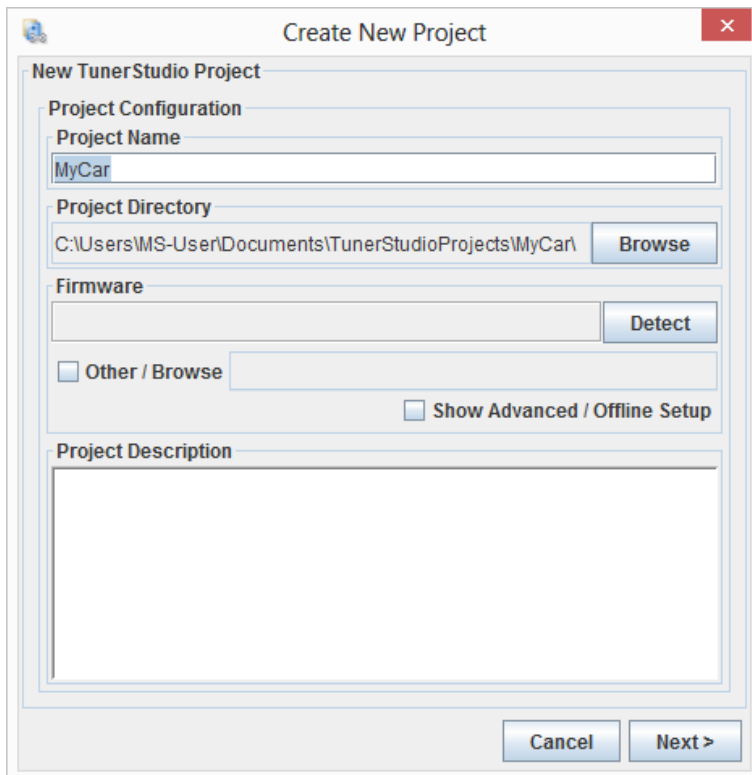 Create New Project
New TunerStudio Project
Project Configuration
Project Name
MyCar
Project Directory
C:\Users\MS-User\Documents\TunerStudioProjects\MyCar\ Browse
Firmware
Detect
Other / Browse
Show Advanced / Offline Setup
Project Description
Cancel Next >